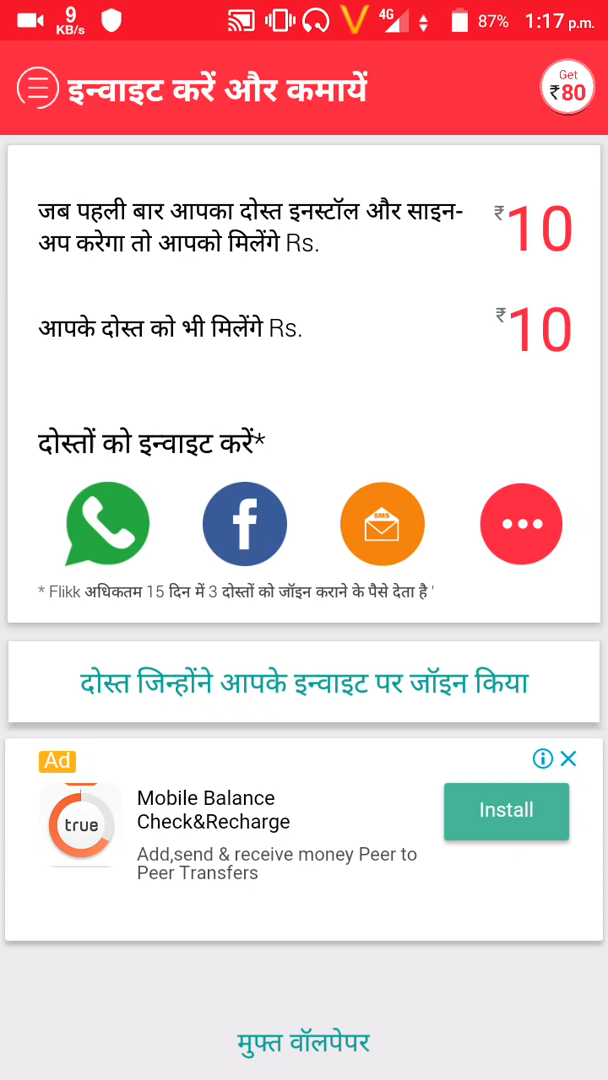 9
KB/s
4G
87%
1:17 p.m.
इन्वाइट करें और कमायें
Get
₹80
जब पहली बार आपका दोस्त इनस्टॉल और साइन-
अप करेगा तो आपको मिलेंगे Rs.
₹10
आपके दोस्त को भी मिलेंगे Rs.
₹10
दोस्तों को इन्वाइट करें*
SMS
* Flikk अधिकतम 15 दिन में 3 दोस्तों को जॉइन कराने के पैसे देता है '
दोस्त जिन्होंने आपके इन्वाइट पर जॉइन किया
Ad
true
Mobile Balance
Check&Recharge
Add,send & receive money Peer to
Peer Transfers
Install
मुफ्त वॉलपेपर